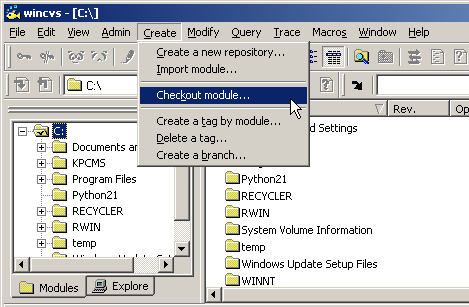 wincvs - [C:\]
File Edit View Admin Create Modify Query Trace Macros Window Help
C:\
Create a new repository...
Import module...
Checkout module...
Create a tag by module...
Delete a tag...
Create a branch...
Rev. Op
C:
Documents an
KPCMS
Program Files
Python21
RECYCLER
RWIN
temp
d Settings
Python21
RECYCLER
RWIN
System Volume Information
temp
Windows Update Setup Files
WINNT
Modules Explore